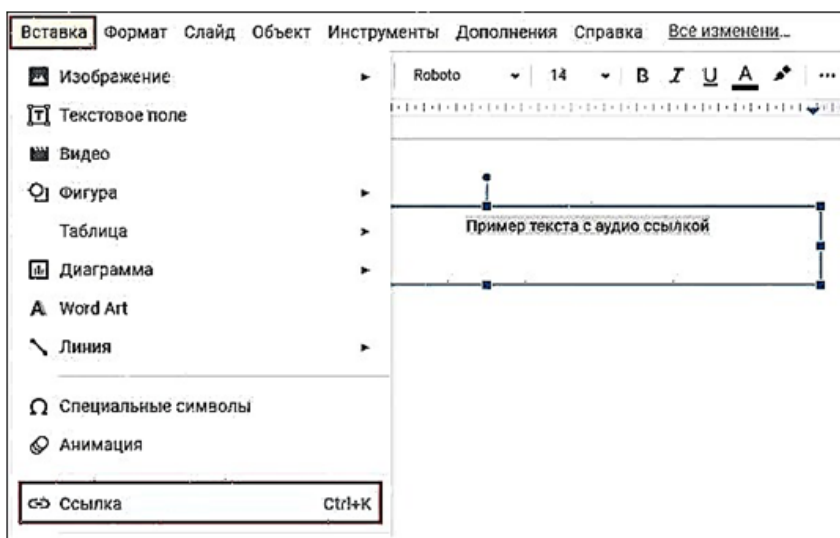 Вставка Формат Слайд Объект Инструменты Дополнения Справка Все изменени...
Roboto 14 B I U A ...
Изображение
Текстовое поле
Видео
Фигура
Таблица
Диаграмма
Word Art
Линия
Специальные символы
Анимация
Ссылка Ctrl+K
Пример текста с аудио ссылкой